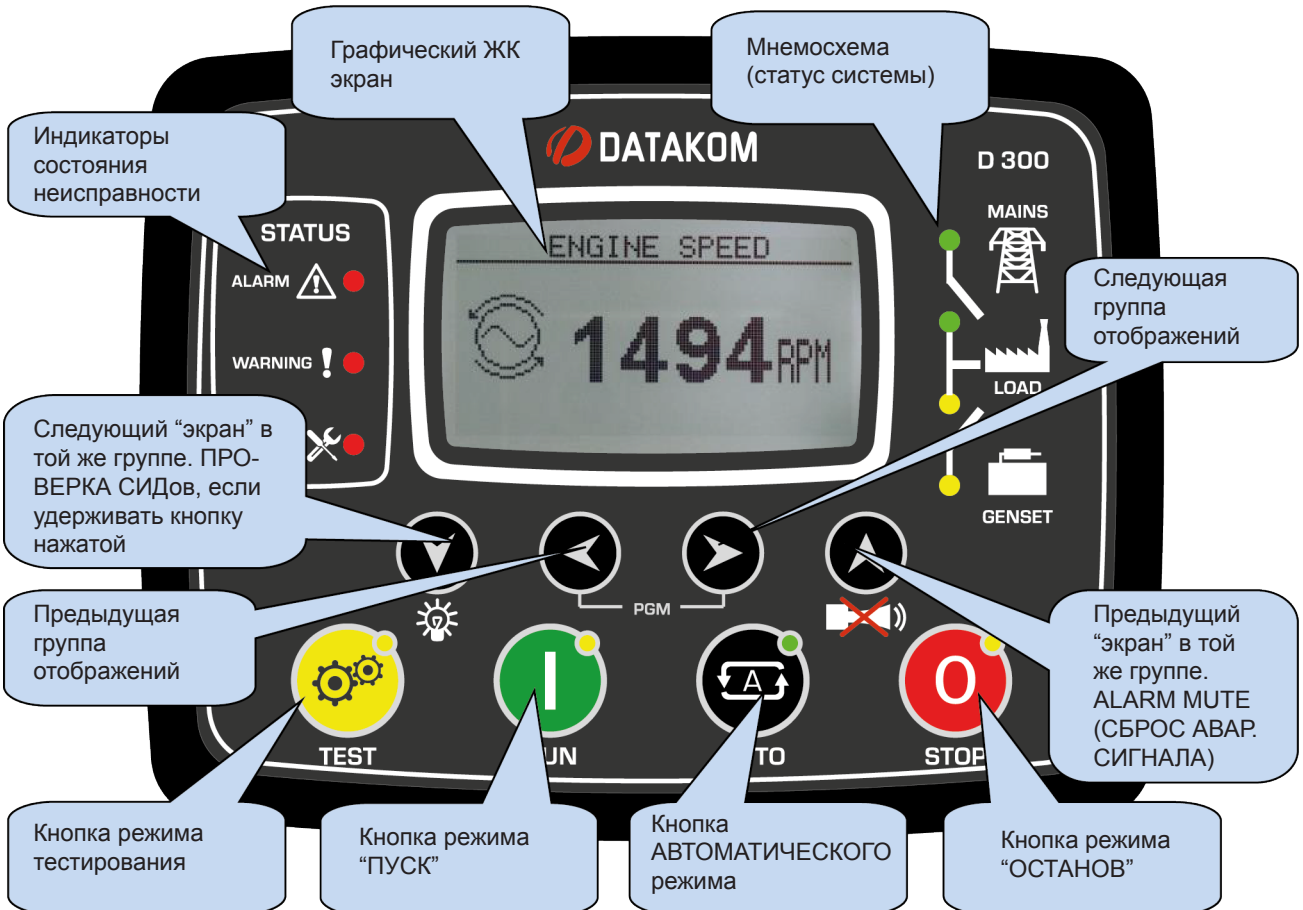 Графический ЖК
экран
Мнемосхема
(статус системы)
Индикаторы
состояния
неисправности
DATAKOM
D 300
STATUS
MAINS
ALARM
ENGINE SPEED
Следующая
группа
отображений
1494 RPM
WARNING
LOAD
Следующий “экран” в
той же группе. ПРО-
ВЕРКА СИДов, если
удерживать кнопку
нажатой
GENSET
PGM
Предыдущая
группа
отображений
Предыдущий
“экран” в той
же группе.
ALARM MUTE
(СБРОС АВАР.
СИГНАЛА)
A
TEST
UN
TO
STOP
Кнопка режима
тестирования
Кнопка режима
“ПУСК”
Кнопка
АВТОМАТИЧЕСКОГО
режима
Кнопка режима
“ОСТАНОВ”